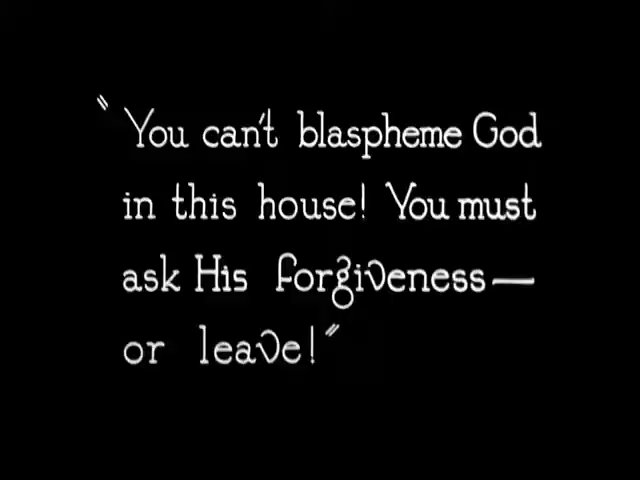 "You can't blaspheme God
in this house! You must
ask His forgiveness—
or leave!"